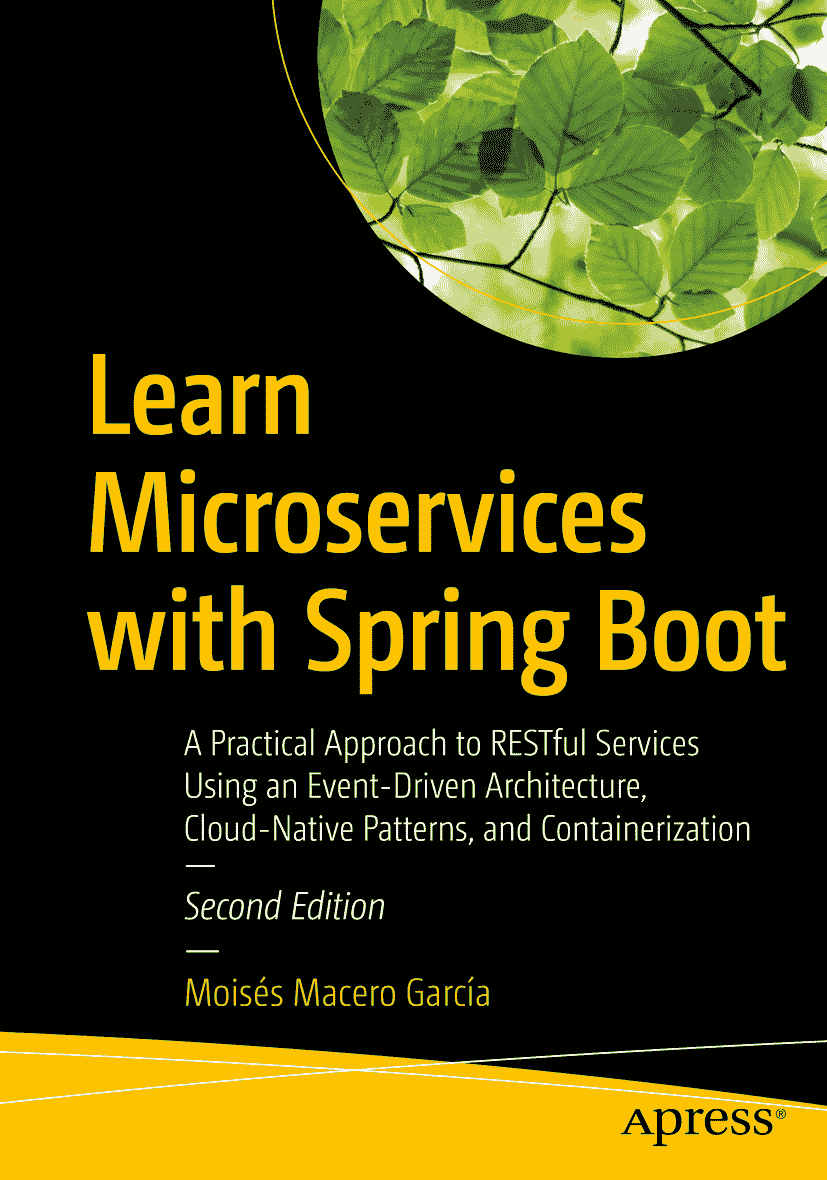 Learn
Microservices
with Spring Boot
A Practical Approach to RESTful Services
Using an Event-Driven Architecture,
Cloud-Native Patterns, and Containerization
—
Second Edition
—
Moisés Macero García
Apress®